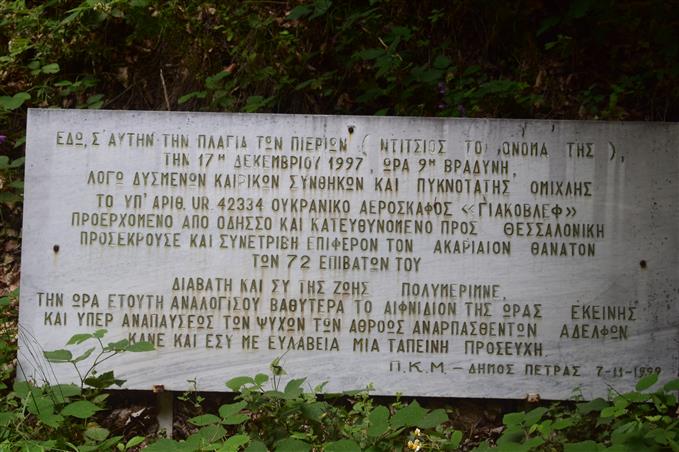 ΕΔΩ, Σ'ΑΥΤΗΝ ΤΗΝ ΠΛΑΓΙΑ ΤΩΝ ΠΙΕΡΙΩΝ ( ΝΤΙΤΣΙΟΣ ΤΟ ΟΝΟΜΑ ΤΗΣ ),
ΤΗΝ 17η ΔΕΚΕΜΒΡΙΟΥ 1997, ΩΡΑ 9η ΒΡΑΔΥΝΗ,
ΛΟΓΩ ΔΥΣΜΕΝΩΝ ΚΑΙΡΙΚΩΝ ΣΥΝΘΗΚΩΝ ΚΑΙ ΠΥΚΝΟΤΑΤΗΣ ΟΜΙΧΛΗΣ
ΤΟ ΥΠ' ΑΡΙΘ. UR. 42334 ΟΥΚΡΑΝΙΚΟ ΑΕΡΟΣΚΑΦΟΣ «ΓΙΑΚΟΒΛΕΦ»
ΠΡΟΕΡΧΟΜΕΝΟ ΑΠΟ ΟΔΗΣΣΟ ΚΑΙ ΚΑΤΕΥΘΥΝΟΜΕΝΟ ΠΡΟΣ ΘΕΣΣΑΛΟΝΙΚΗ
ΠΡΟΣΕΚΡΟΥΣΕ ΚΑΙ ΣΥΝΕΤΡΙΒΗ ΕΠΙΦΕΡΟΝ ΤΟΝ ΑΚΑΡΙΑΙΟΝ ΘΑΝΑΤΟΝ
ΤΩΝ 72 ΕΠΙΒΑΤΩΝ ΤΟΥ
ΔΙΑΒΑΤΗ ΚΑΙ ΣΥ ΤΗΣ ΖΩΗΣ ΠΟΛΥΜΕΡΙΜΝΕ,
ΤΗΝ ΩΡΑ ΕΤΟΥΤΗ ΑΝΑΛΟΓΙΣΟΥ ΒΑΘΥΤΕΡΑ ΤΟ ΑΙΦΝΙΔΙΟΝ ΤΗΣ ΩΡΑΣ ΕΚΕΙΝΗΣ
ΚΑΙ ΥΠΕΡ ΑΝΑΠΑΥΣΕΩΣ ΤΩΝ ΨΥΧΩΝ ΤΩΝ ΑΘΡΟΩΣ ΑΝΑΡΠΑΣΘΕΝΤΩΝ ΑΔΕΛΦΩΝ
ΚΑΝΕ ΚΑΙ ΕΣΥ ΜΕ ΕΥΛΑΒΕΙΑ ΜΙΑ ΤΑΠΕΙΝΗ ΠΡΟΣΕΥΧΗ.
Π.Κ.Μ. - ΔΗΜΟΣ ΠΕΤΡΑΣ 7-11-1999